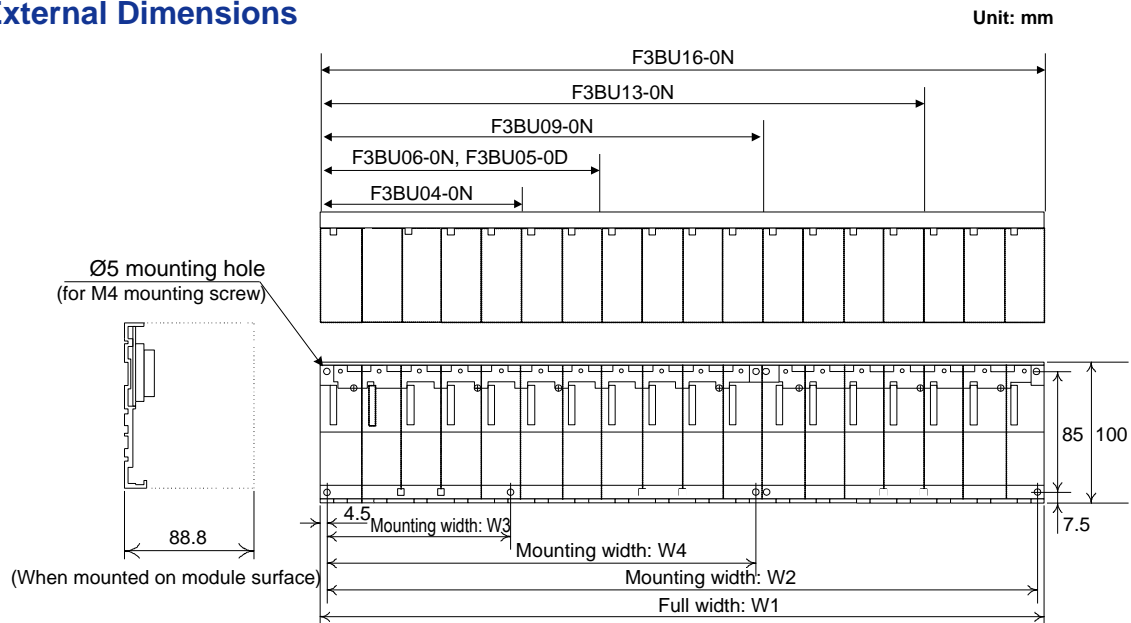 External Dimensions
Unit: mm
F3BU16-0N
F3BU13-0N
F3BU09-0N
F3BU06-0N, F3BU05-0D
F3BU04-0N
Ø5 mounting hole
(for M4 mounting screw)
85
100
4.5
Mounting width: W3
7.5
88.8
Mounting width: W4
(When mounted on module surface)
Mounting width: W2
Full width: W1